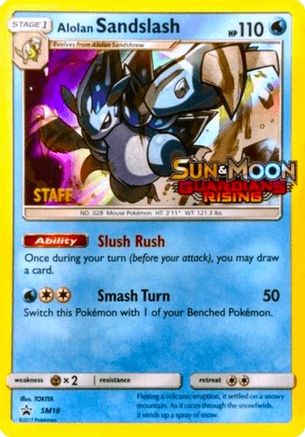 STAGE 1
Alolan Sandslash
HP 110
Evolves from Alolan Sandshrew
STAFF
SUN & MOON
GUARDIANS
RISING
NO. 028 Mouse Pokémon HT: 3'11" WT: 121.3 lbs.
Ability Slush Rush
Once during your turn (before your attack), you may draw
a card.
Smash Turn 50
Switch this Pokémon with 1 of your Benched Pokémon.
weakness ×2 resistance retreat
Illus. TOKIYA
SM18
©2017 Pokémon
Fleeing a volcanic eruption, it settled on a snowy
mountain. As it races through the snowfields,
it sends up a spray of snow.